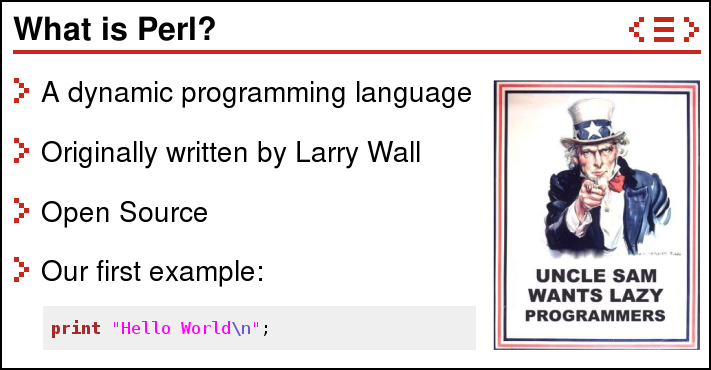 What is Perl?
A dynamic programming language
Originally written by Larry Wall
Open Source
Our first example:
print "Hello World\n";
UNCLE SAM
WANTS LAZY
PROGRAMMERS